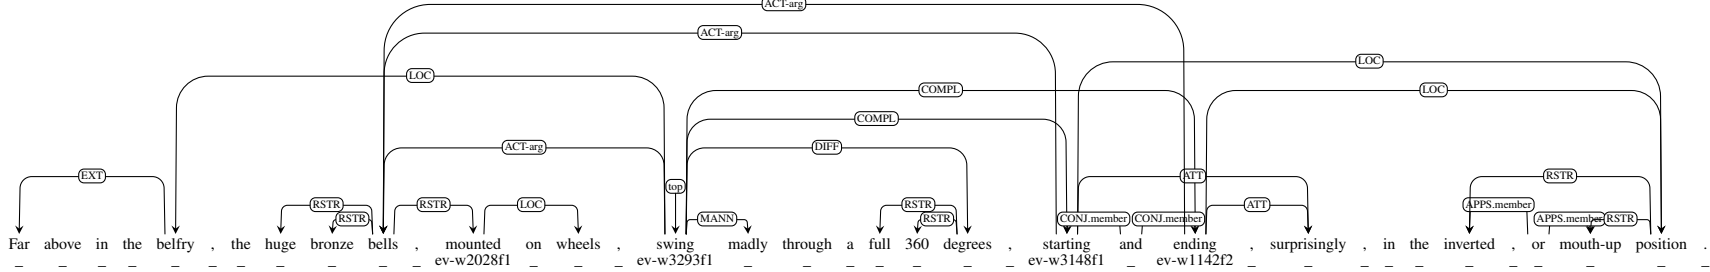 ACT-arg
ACT-arg
LOC LOC
COMPL LOC
COMPL
ACT-arg DIFF
EXT top ATT RSTR
RSTR RSTR LOC RSTR ATT APPS.member
RSTR MANN RSTR CONJ.member CONJ.member APPS.member RSTR
Far above in the belfry , the huge bronze bells , mounted on wheels , swing madly through a full 360 degrees , starting and ending , surprisingly , in the inverted , or mouth-up position .
_ _ _ _ _ _ _ _ _ _ _ ev-w2028f1 _ _ _ ev-w3293f1 _ _ _ _ _ _ _ ev-w3148f1 _ ev-w1142f2 _ _ _ _ _ _ _ _ _ _ _